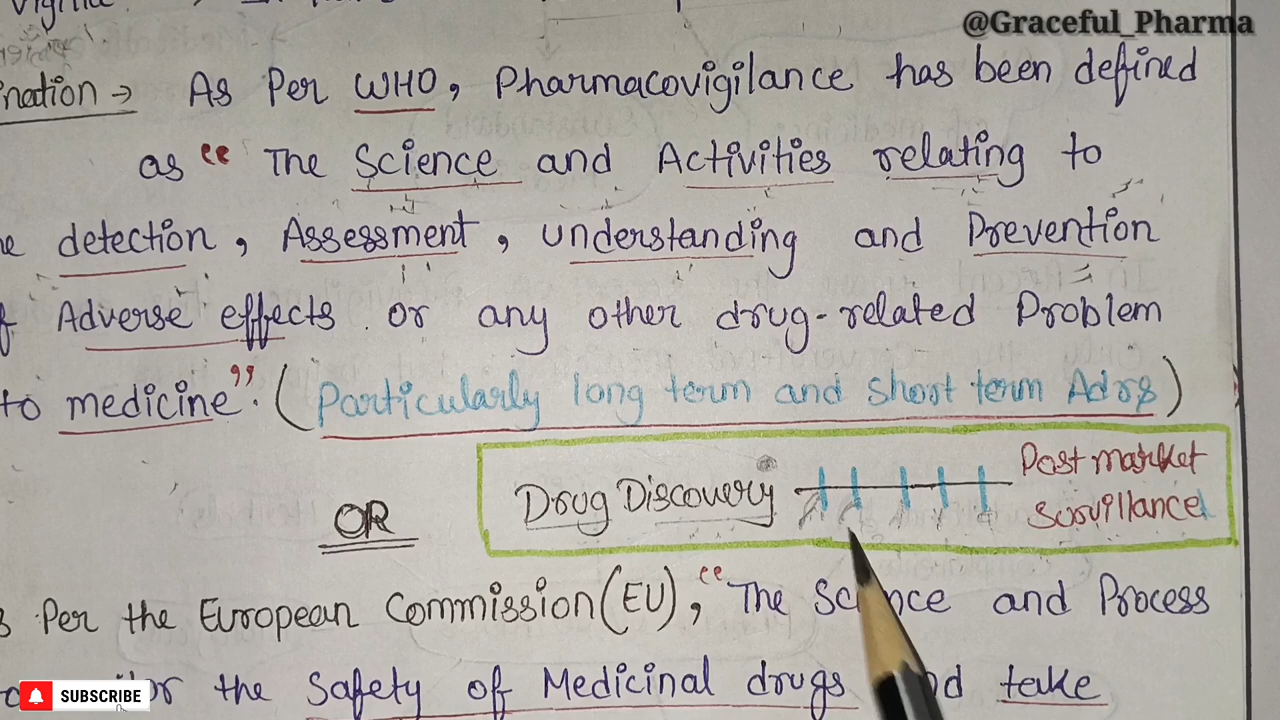 @Graceful_Pharma
nation → As Per WHO, Pharmacovigilance has been defined
as “ The Science and Activities relating to
detection, Assessment, understanding and Prevention
Adverse effects or any other drug-related Problem
to medicine”. (Particularly long term and short term Adrs)
Drug Discovery Post market
Survillance
OR
Per the European Commission (EU), “The Science and Process
the Safety of Medicinal drugs and take
SUBSCRIBE